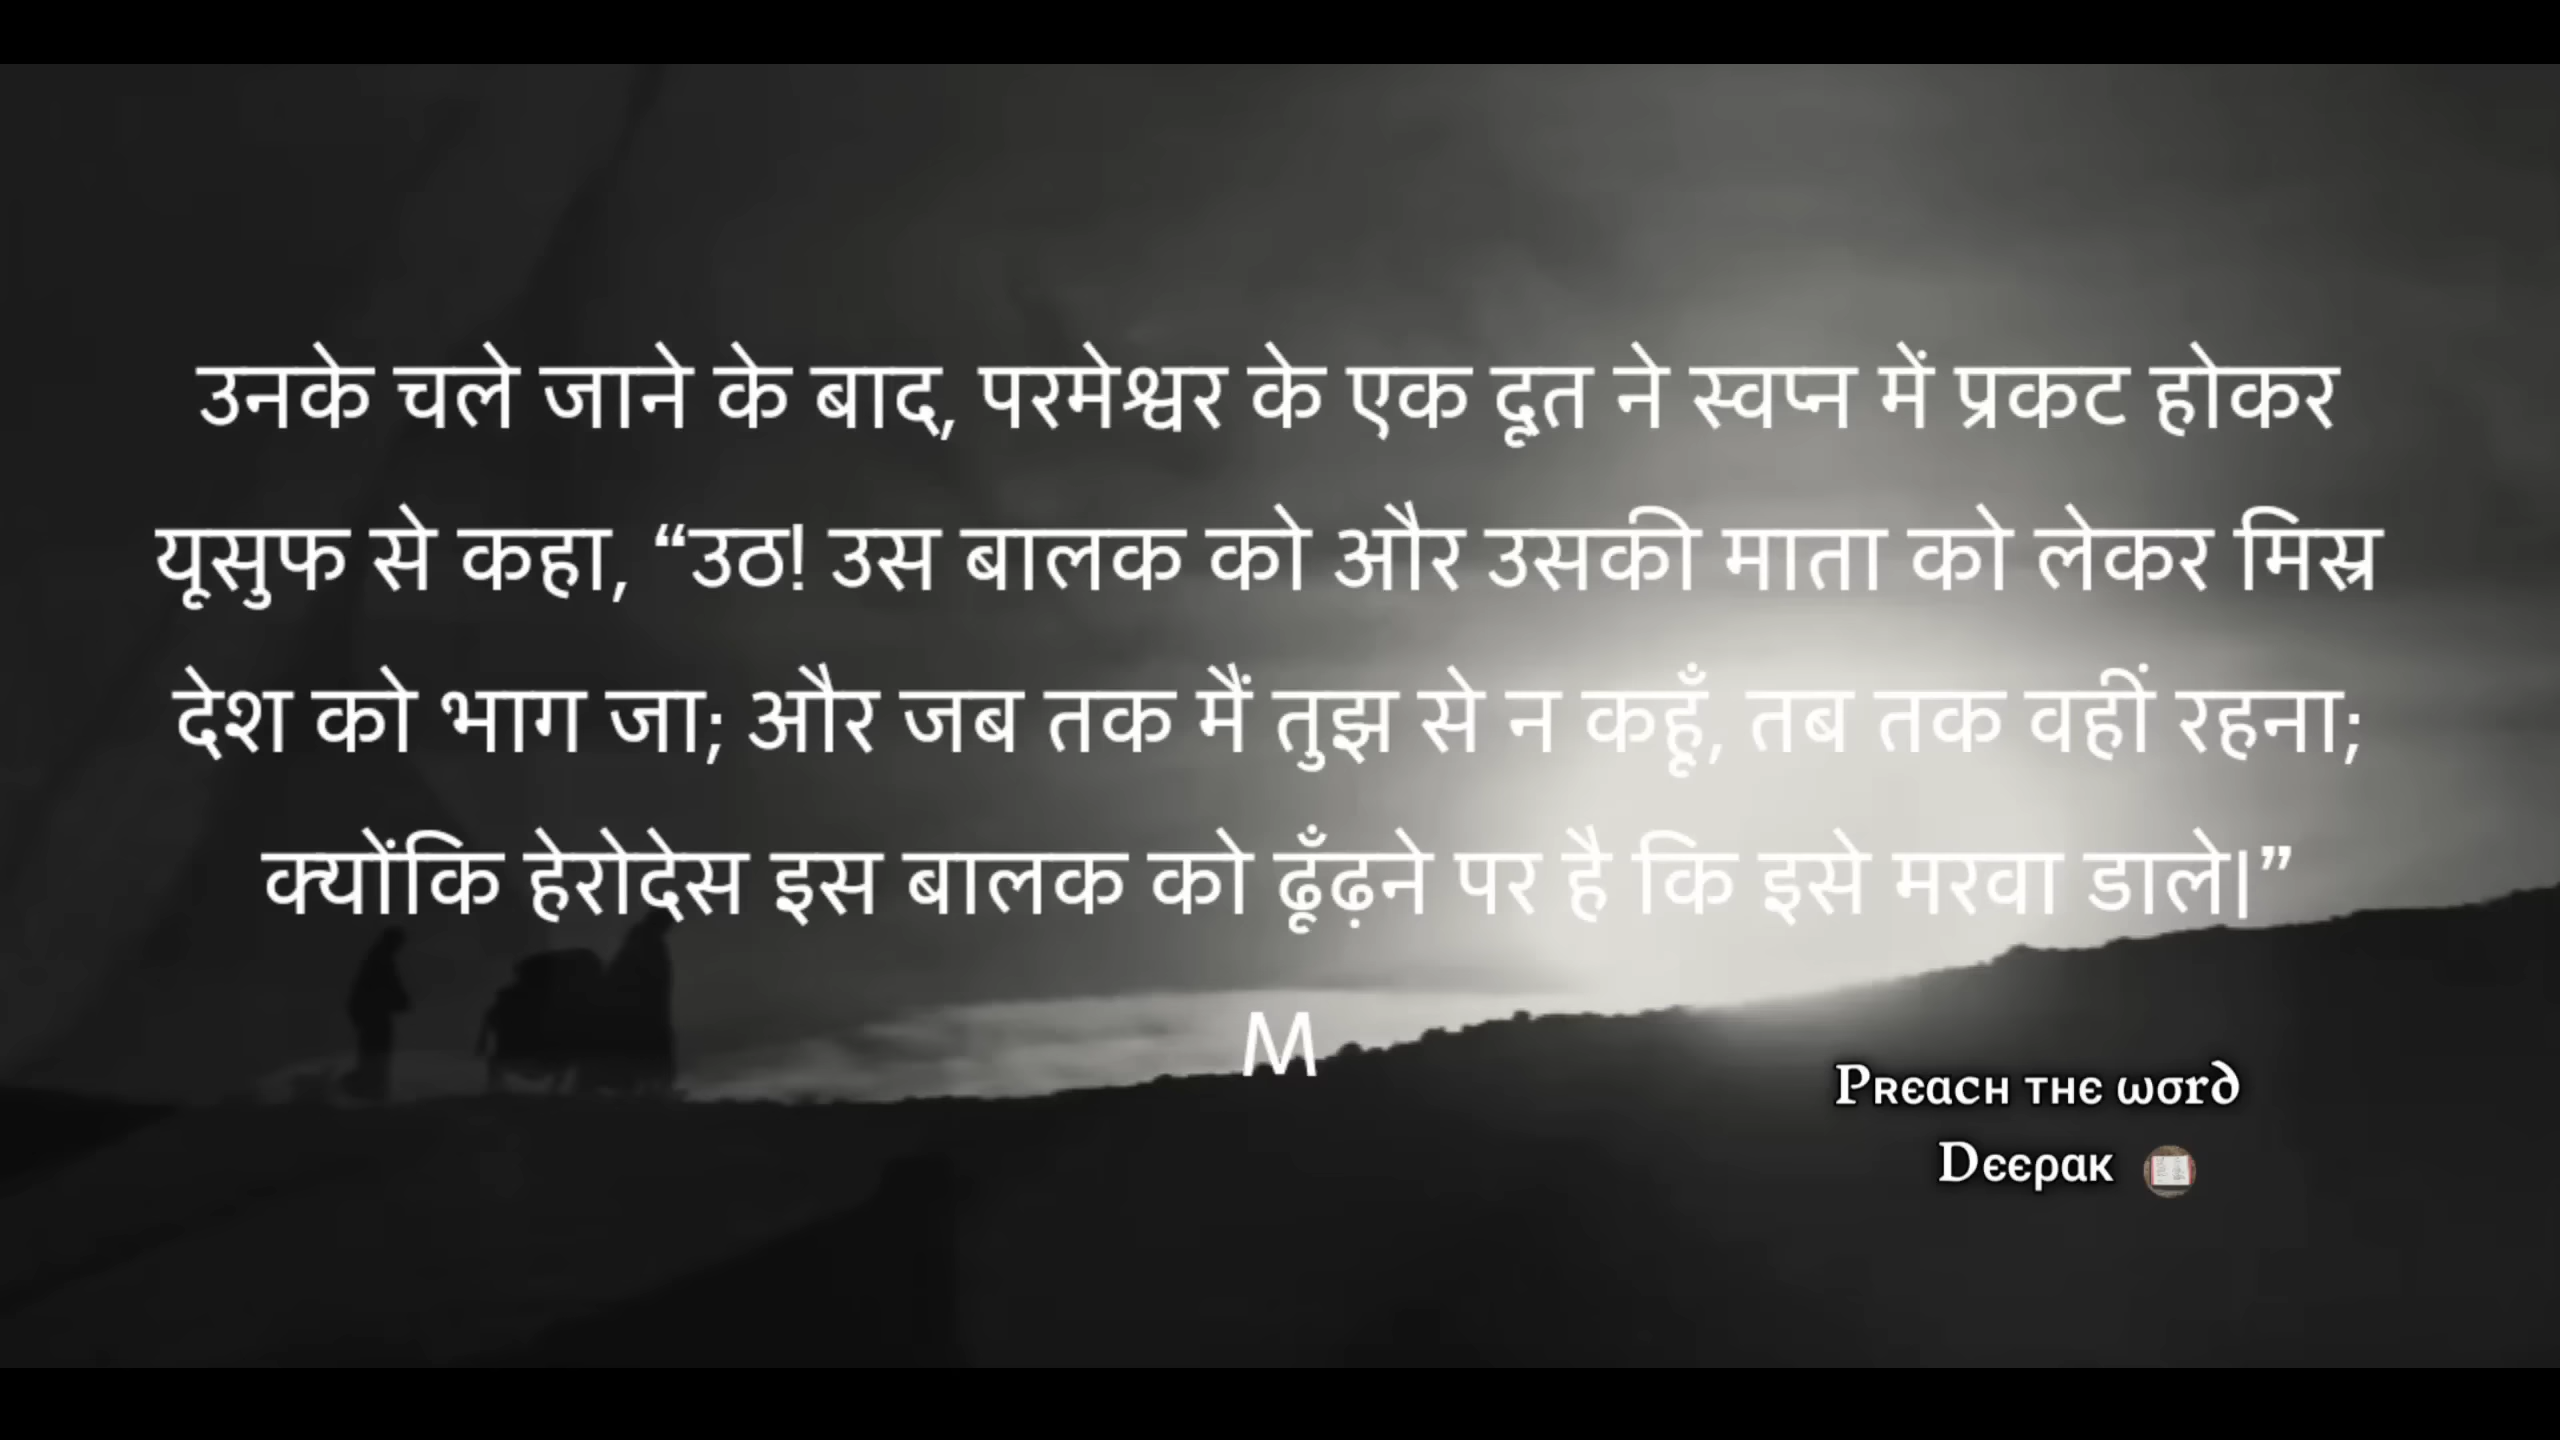 उनके चले जाने के बाद, परमेश्वर के एक दूत ने स्वप्न में प्रकट होकर
यूसुफ से कहा, “उठ! उस बालक को और उसकी माता को लेकर मिस्र
देश को भाग जा; और जब तक मैं तुझ से न कहूँ, तब तक वहीं रहना;
क्योंकि हेरोदेस इस बालक को ढूँढ़ने पर है कि इसे मरवा डाले।”
M
Preach the word
Deepak